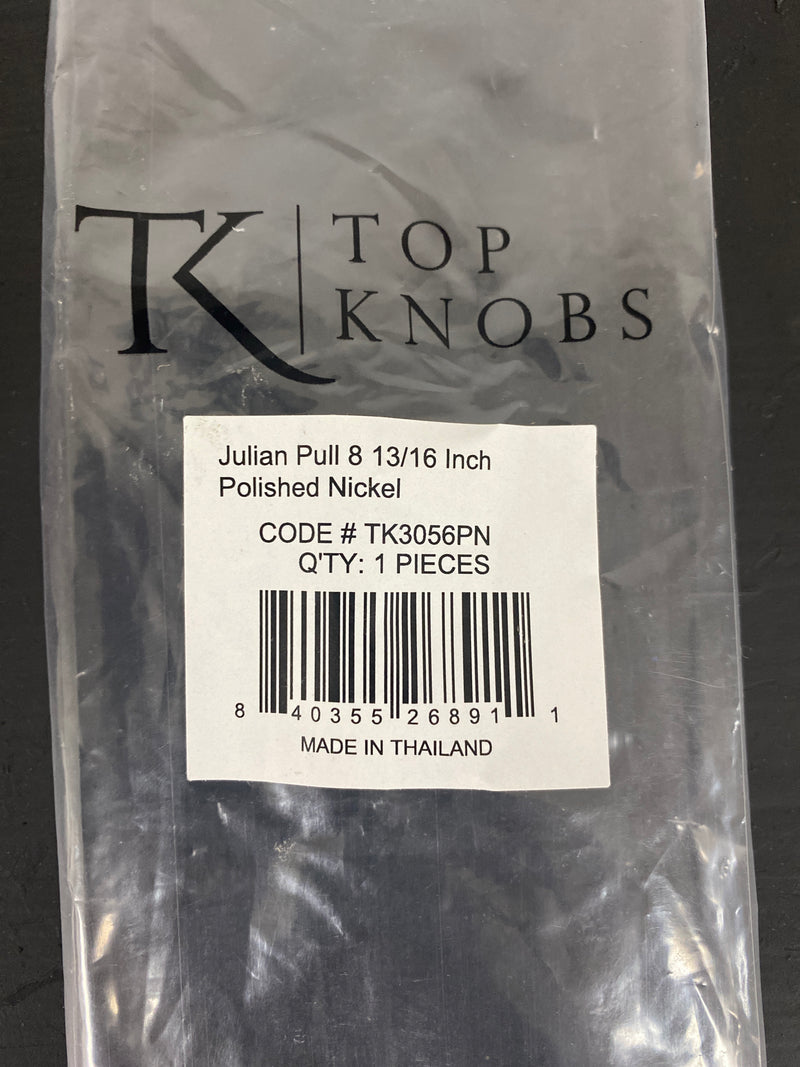 TK
TOP
KNOBS
Julian Pull 8 13/16 Inch
Polished Nickel
CODE # TK3056PN
Q'TY: 1 PIECES
8 40355 26891 1
MADE IN THAILAND